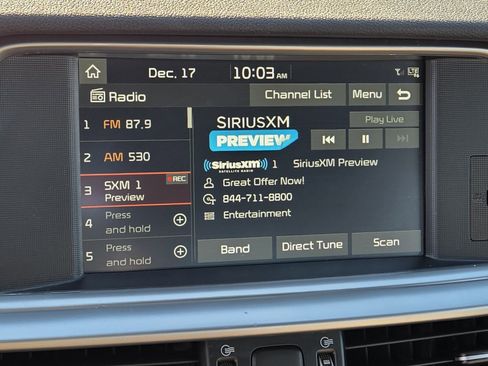 Dec. 17 10:03 AM
Radio Channel List Menu
1 FM 87.9
2 AM 530
3 SXM 1 REC
Preview
4 Press
and hold
5 Press
and hold
SIRIUSXM
PREVIEW
Play Live
SiriusXM 1 SiriusXM Preview
SATELLITE RADIO
Great Offer Now!
844-711-8800
Entertainment
Band Direct Tune Scan